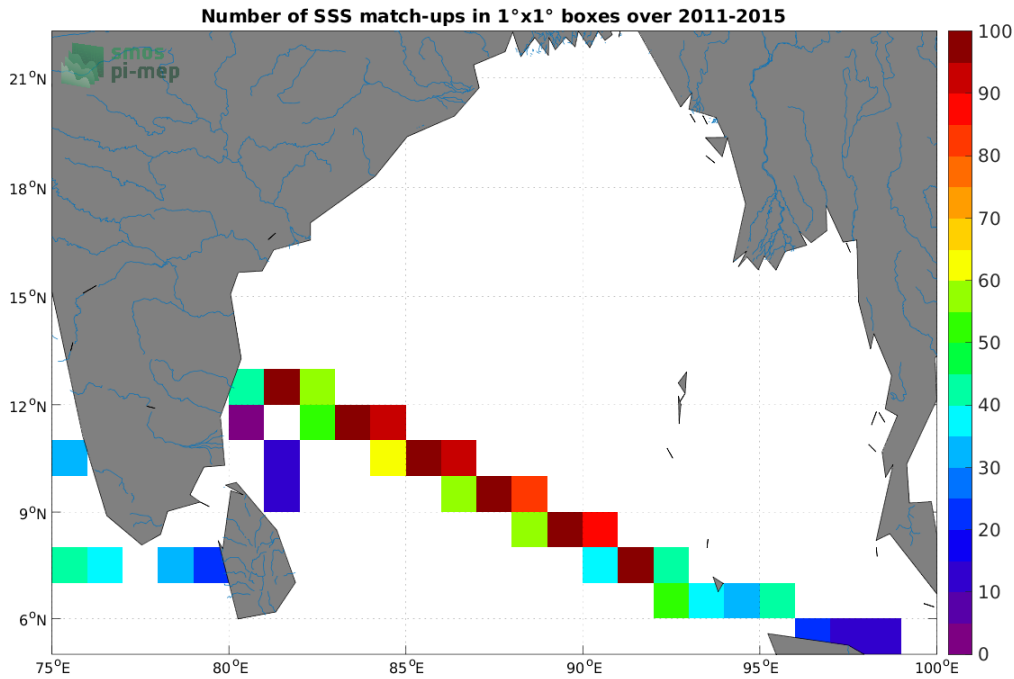 Number of SSS match-ups in 1°x1° boxes over 2011-2015
smos
pi-mep
21°N
18°N
15°N
12°N
9°N
6°N
75°E
80°E
85°E
90°E
95°E
100°E
100
90
80
70
60
50
40
30
20
10
0